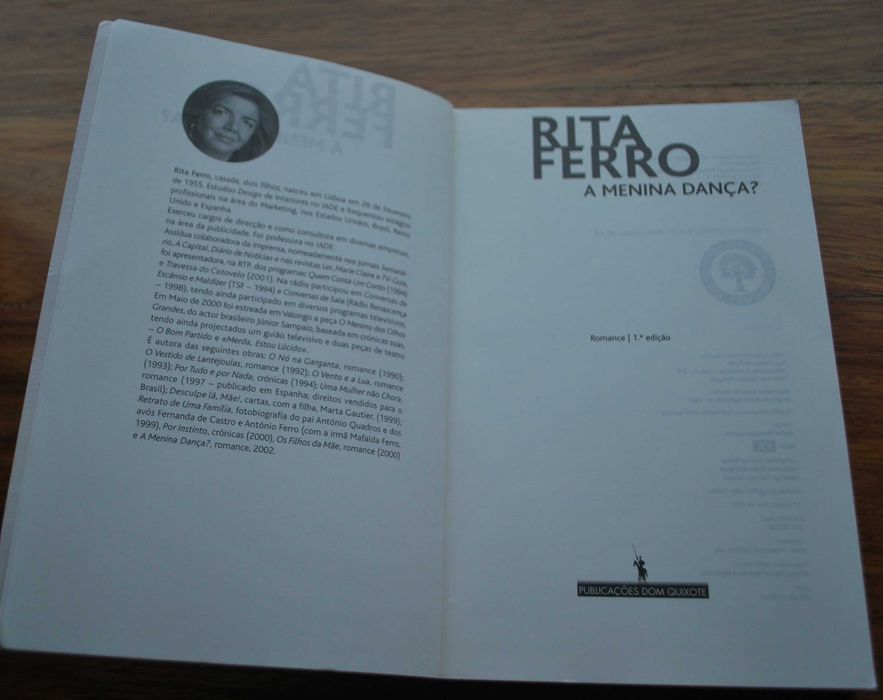 Rita Ferro, casada, dois filhos, nasceu em Lisboa em 26 de Fevereiro
de 1955. Estudou Design de Interiores no IADE e frequentou estágios
profissionais na área do Marketing, nos Estados Unidos, Brasil, Reino
Unido e Espanha.
Exerceu cargos de direcção e como consultora em diversas empresas,
na área da publicidade. Foi professora no IADE.
Assídua colaboradora da imprensa, nomeadamente nos jornais Semaná-
rio, A Capital, Diário de Notícias e nas revistas Ler, Marie Claire e TV-Guia,
foi apresentadora, na RTP, dos programas: Quem Conta Um Conto (1994)
e Travessa do Cotovelo (2001). Na rádio participou em Conversas de
Escárnio e Maldizer (TSF – 1994) e Conversas de Sala (Rádio Renascença
– 1998), tendo ainda participado em diversos programas televisivos.
Em Maio de 2000 foi estreada em Valongo a peça O Menino dos Olhos
Grandes, do actor brasileiro Júnior Sampaio, baseada em crónicas suas,
tendo ainda projectados um guião televisivo e duas peças de teatro
– O Bom Partido e «Merda, Estou Lúcido».
É autora das seguintes obras: O Nó na Garganta, romance (1990);
O Vestido de Lantejoulas, romance (1992); O Vento e a Lua, romance
(1993); Por Tudo e por Nada, crónicas (1994); Uma Mulher não Chora,
romance (1997 – publicado em Espanha; direitos vendidos para o
Brasil); Desculpe lá, Mãe!, cartas, com a filha, Marta Gautier, (1999);
Retrato de Uma Família, fotobiografia do pai António Quadros e dos
avós Fernanda de Castro e António Ferro (com a irmã Mafalda Ferro,
1999), Por Instinto, crónicas (2000), Os Filhos da Mãe, romance (2000)
e A Menina Dança?, romance, 2002.
RITA
FERRO
A MENINA DANÇA?
Romance | 1.ª edição
PUBLICAÇÕES DOM QUIXOTE